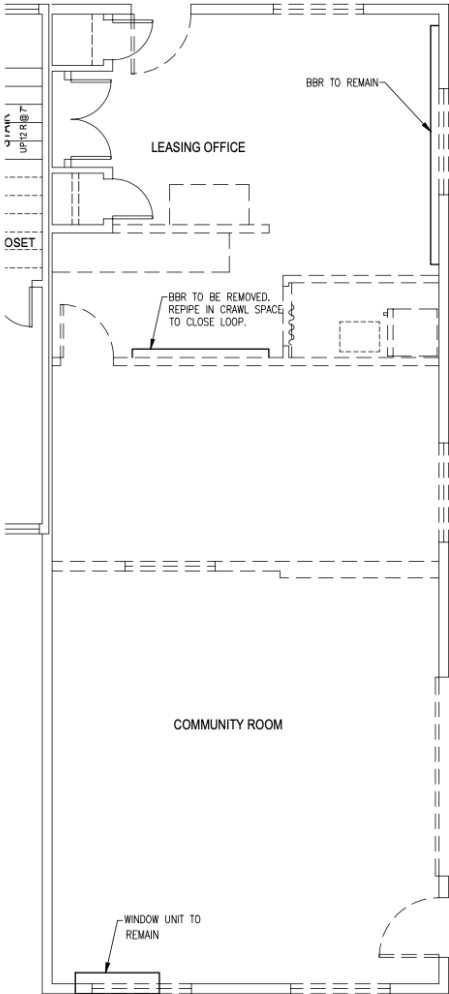 BBR TO REMAIN
UP 12 R @ 7"
LEASING OFFICE
OSET
BBR TO BE REMOVED.
REPIPE IN CRAWL SPACE
TO CLOSE LOOP.
COMMUNITY ROOM
WINDOW UNIT TO
REMAIN